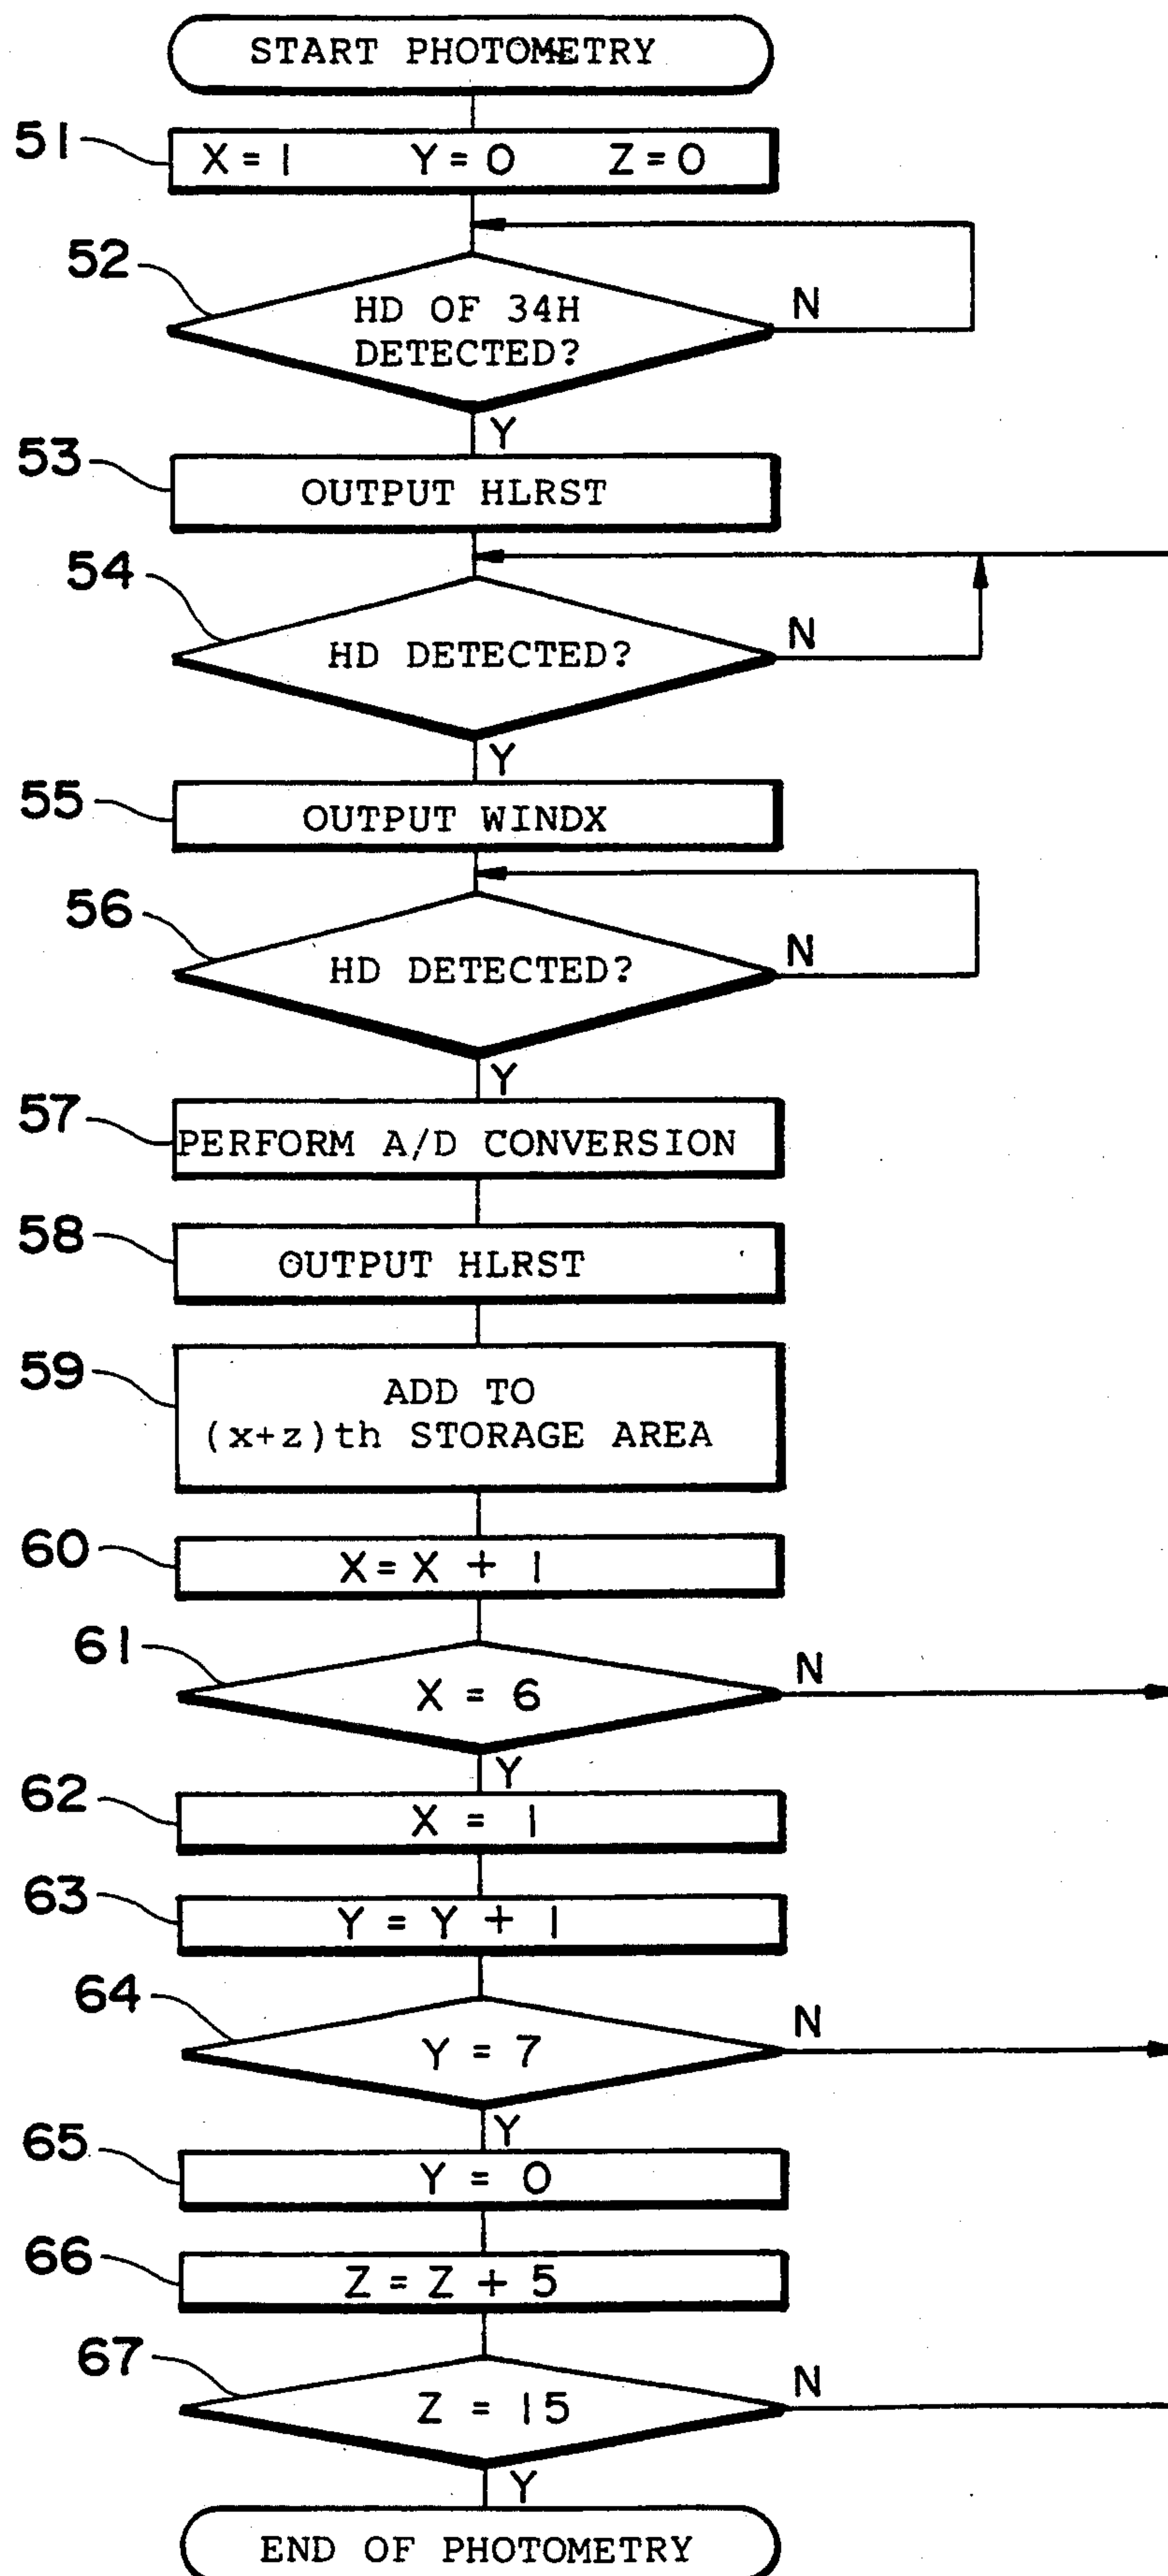 START PHOTOMETRY
51
X = 1 Y = 0 Z = 0
52
HD OF 34H
DETECTED?
N
Y
53
OUTPUT HLRST
54
HD DETECTED?
N
Y
55
OUTPUT WINDX
56
HD DETECTED?
N
Y
57
PERFORM A/D CONVERSION
58
OUTPUT HLRST
59
ADD TO
(x+z)th STORAGE AREA
60
X = X + 1
61
X = 6
N
Y
62
X = 1
63
Y = Y + 1
64
Y = 7
N
Y
65
Y = 0
66
Z = Z + 5
67
Z = 15
N
Y
END OF PHOTOMETRY